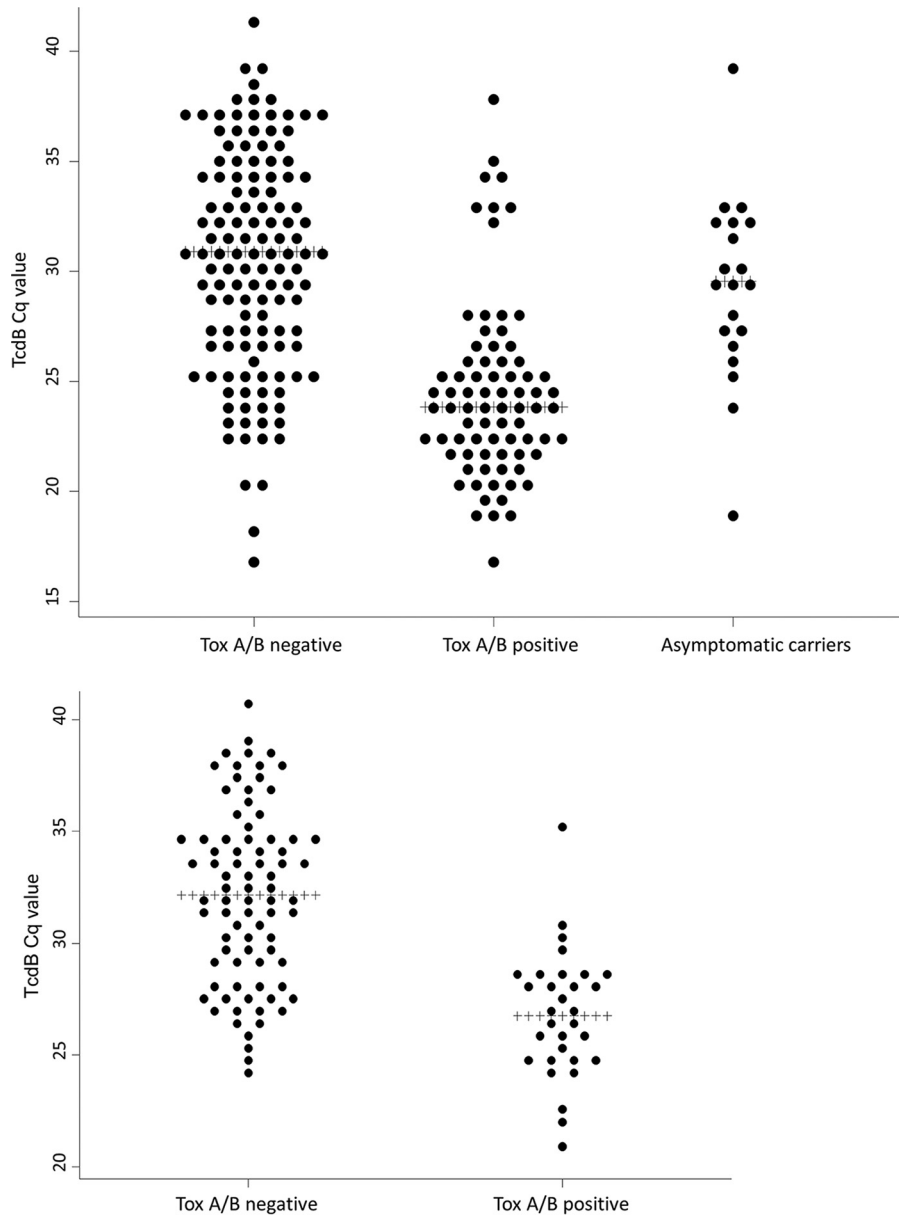 40
35
30
25
20
15
TcdB Cq value
Tox A/B negative
Tox A/B positive
Asymptomatic carriers
40
35
30
25
20
TcdB Cq value
Tox A/B negative
Tox A/B positive